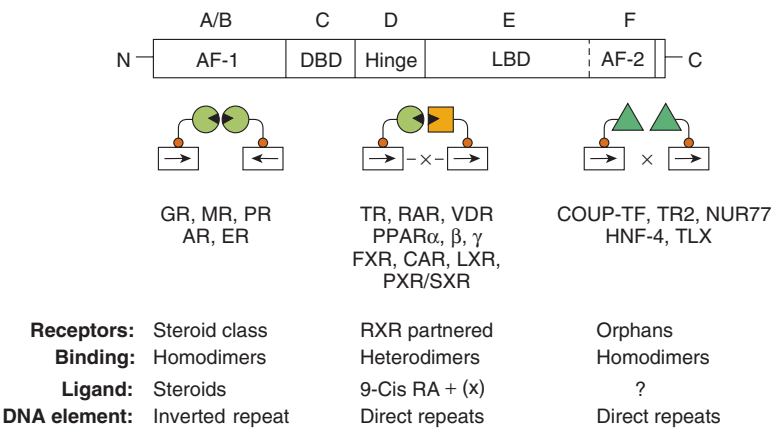 A/B C D E F
N AF-1 DBD Hinge LBD AF-2 C
× ×
GR, MR, PR TR, RAR, VDR COUP-TF, TR2, NUR77
AR, ER PPARα, β, γ HNF-4, TLX
FXR, CAR, LXR,
PXR/SXR
Receptors: Steroid class RXR partnered Orphans
Binding: Homodimers Heterodimers Homodimers
Ligand: Steroids 9-Cis RA + (x) ?
DNA element: Inverted repeat Direct repeats Direct repeats